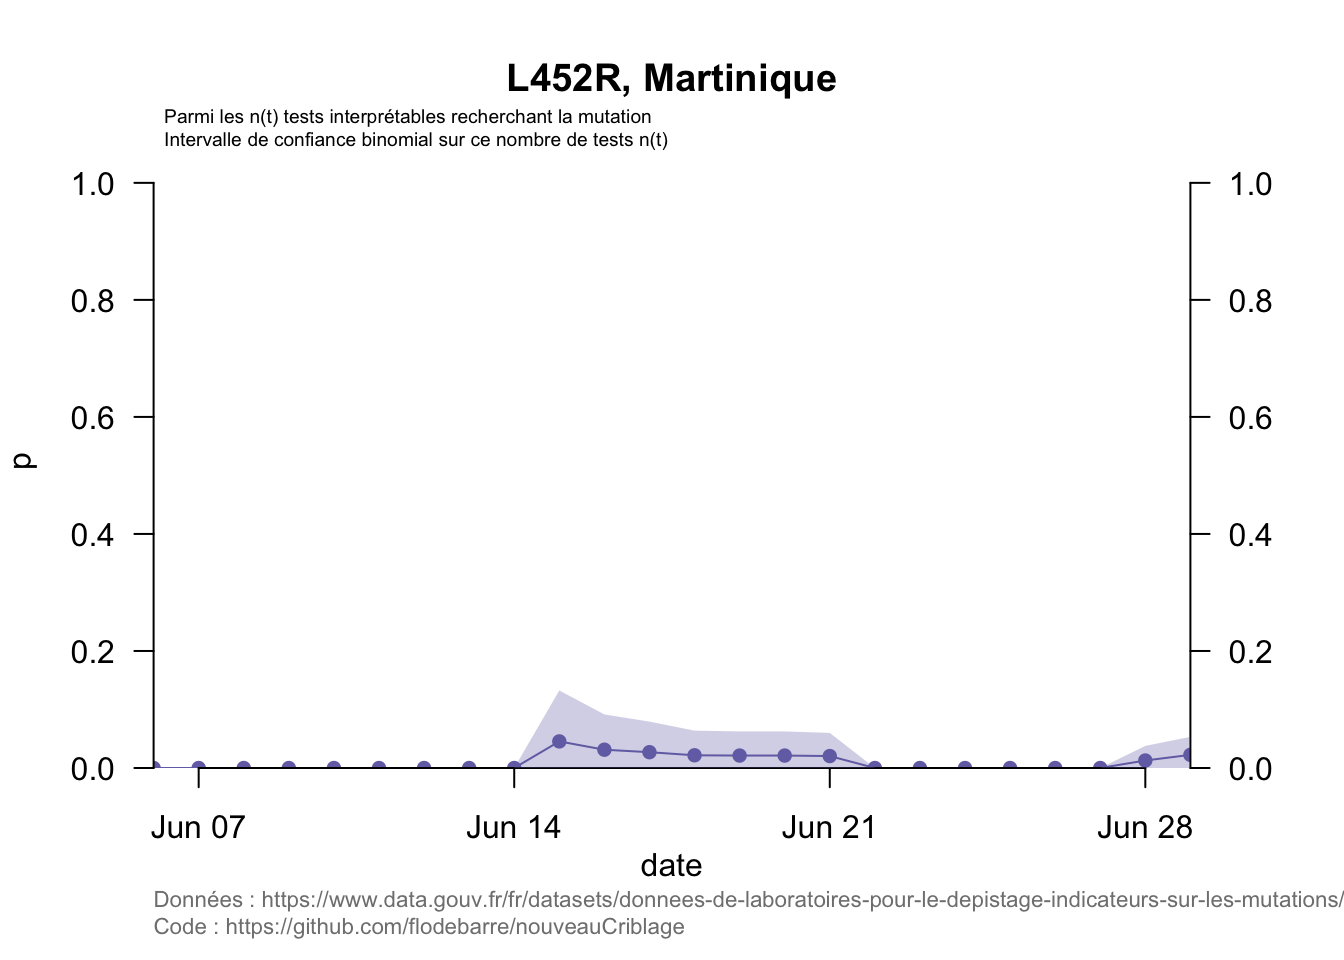 L452R, Martinique
Parmi les n(t) tests interprétables recherchant la mutation
Intervalle de confiance binomial sur ce nombre de tests n(t)
1.0 1.0
0.8 0.8
0.6 0.6
p
0.4 0.4
0.2 0.2
0.0 0.0
Jun 07 Jun 14 Jun 21 Jun 28
date
Données : https://www.data.gouv.fr/fr/datasets/donnees-de-laboratoires-pour-le-depistage-indicateurs-sur-les-mutations/
Code : https://github.com/flodebarre/nouveauCriblage